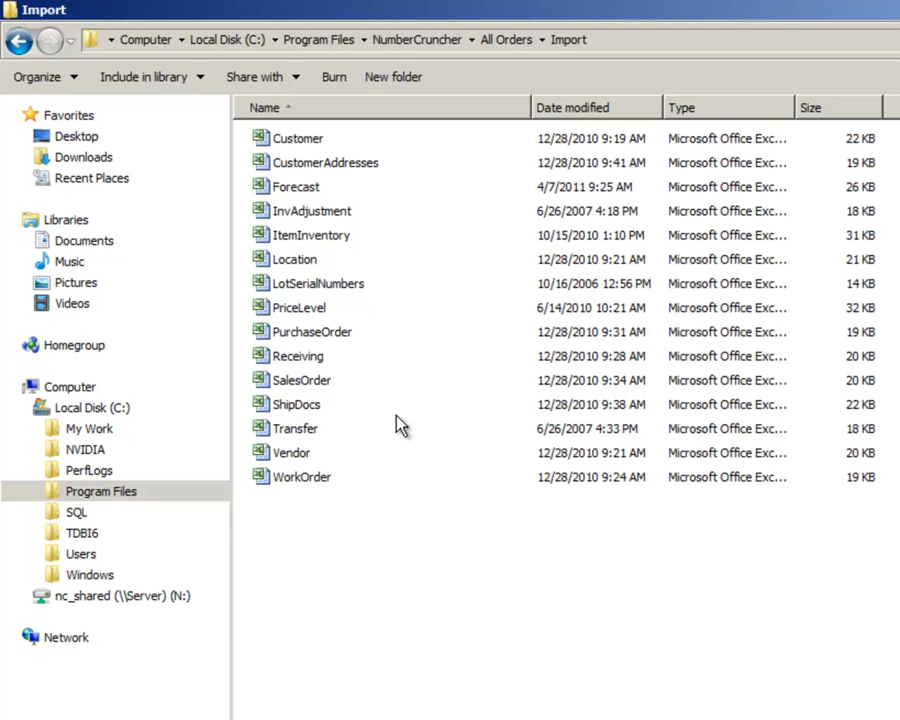 Import
Computer Local Disk (C:) Program Files NumberCruncher All Orders Import
Organize Include in library Share with Burn New folder
Favorites
Desktop
Downloads
Recent Places
Libraries
Documents
Music
Pictures
Videos
Homegroup
Computer
Local Disk (C:)
My Work
NVIDIA
PerfLogs
Program Files
SQL
TDBI6
Users
Windows
nc_shared (\\Server) (N:)
Network
Name Date modified Type Size
Customer 12/28/2010 9:19 AM Microsoft Office Exc... 22 KB
CustomerAddresses 12/28/2010 9:41 AM Microsoft Office Exc... 19 KB
Forecast 4/7/2011 9:25 AM Microsoft Office Exc... 26 KB
InvAdjustment 6/26/2007 4:18 PM Microsoft Office Exc... 18 KB
ItemInventory 10/15/2010 1:10 PM Microsoft Office Exc... 31 KB
Location 12/28/2010 9:21 AM Microsoft Office Exc... 21 KB
LotSerialNumbers 10/16/2006 12:56 PM Microsoft Office Exc... 14 KB
PriceLevel 6/14/2010 10:21 AM Microsoft Office Exc... 32 KB
PurchaseOrder 12/28/2010 9:31 AM Microsoft Office Exc... 19 KB
Receiving 12/28/2010 9:28 AM Microsoft Office Exc... 20 KB
SalesOrder 12/28/2010 9:34 AM Microsoft Office Exc... 20 KB
ShipDocs 12/28/2010 9:38 AM Microsoft Office Exc... 22 KB
Transfer 6/26/2007 4:33 PM Microsoft Office Exc... 18 KB
Vendor 12/28/2010 9:21 AM Microsoft Office Exc... 20 KB
WorkOrder 12/28/2010 9:24 AM Microsoft Office Exc... 19 KB